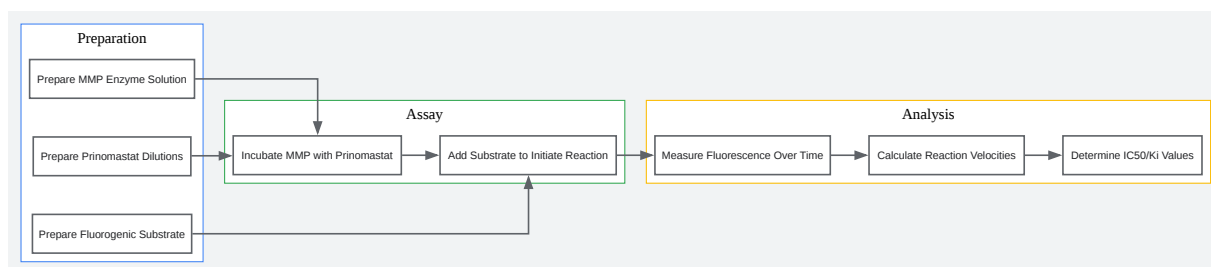 Preparation
Prepare MMP Enzyme Solution
Prepare Prinomastat Dilutions
Prepare Fluorogenic Substrate
Assay
Incubate MMP with Prinomastat
Add Substrate to Initiate Reaction
Analysis
Measure Fluorescence Over Time
Calculate Reaction Velocities
Determine IC50/Ki Values